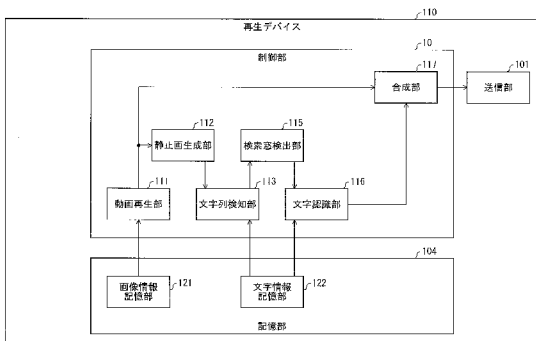 110
再生デバイス
10
制御部
117
合成部
101
送信部
112
静止画生成部
115
検索窓検出部
111
動画再生部
113
文字列検知部
116
文字認識部
104
画像情報
記憶部
121
文字情報
記憶部
122
記憶部